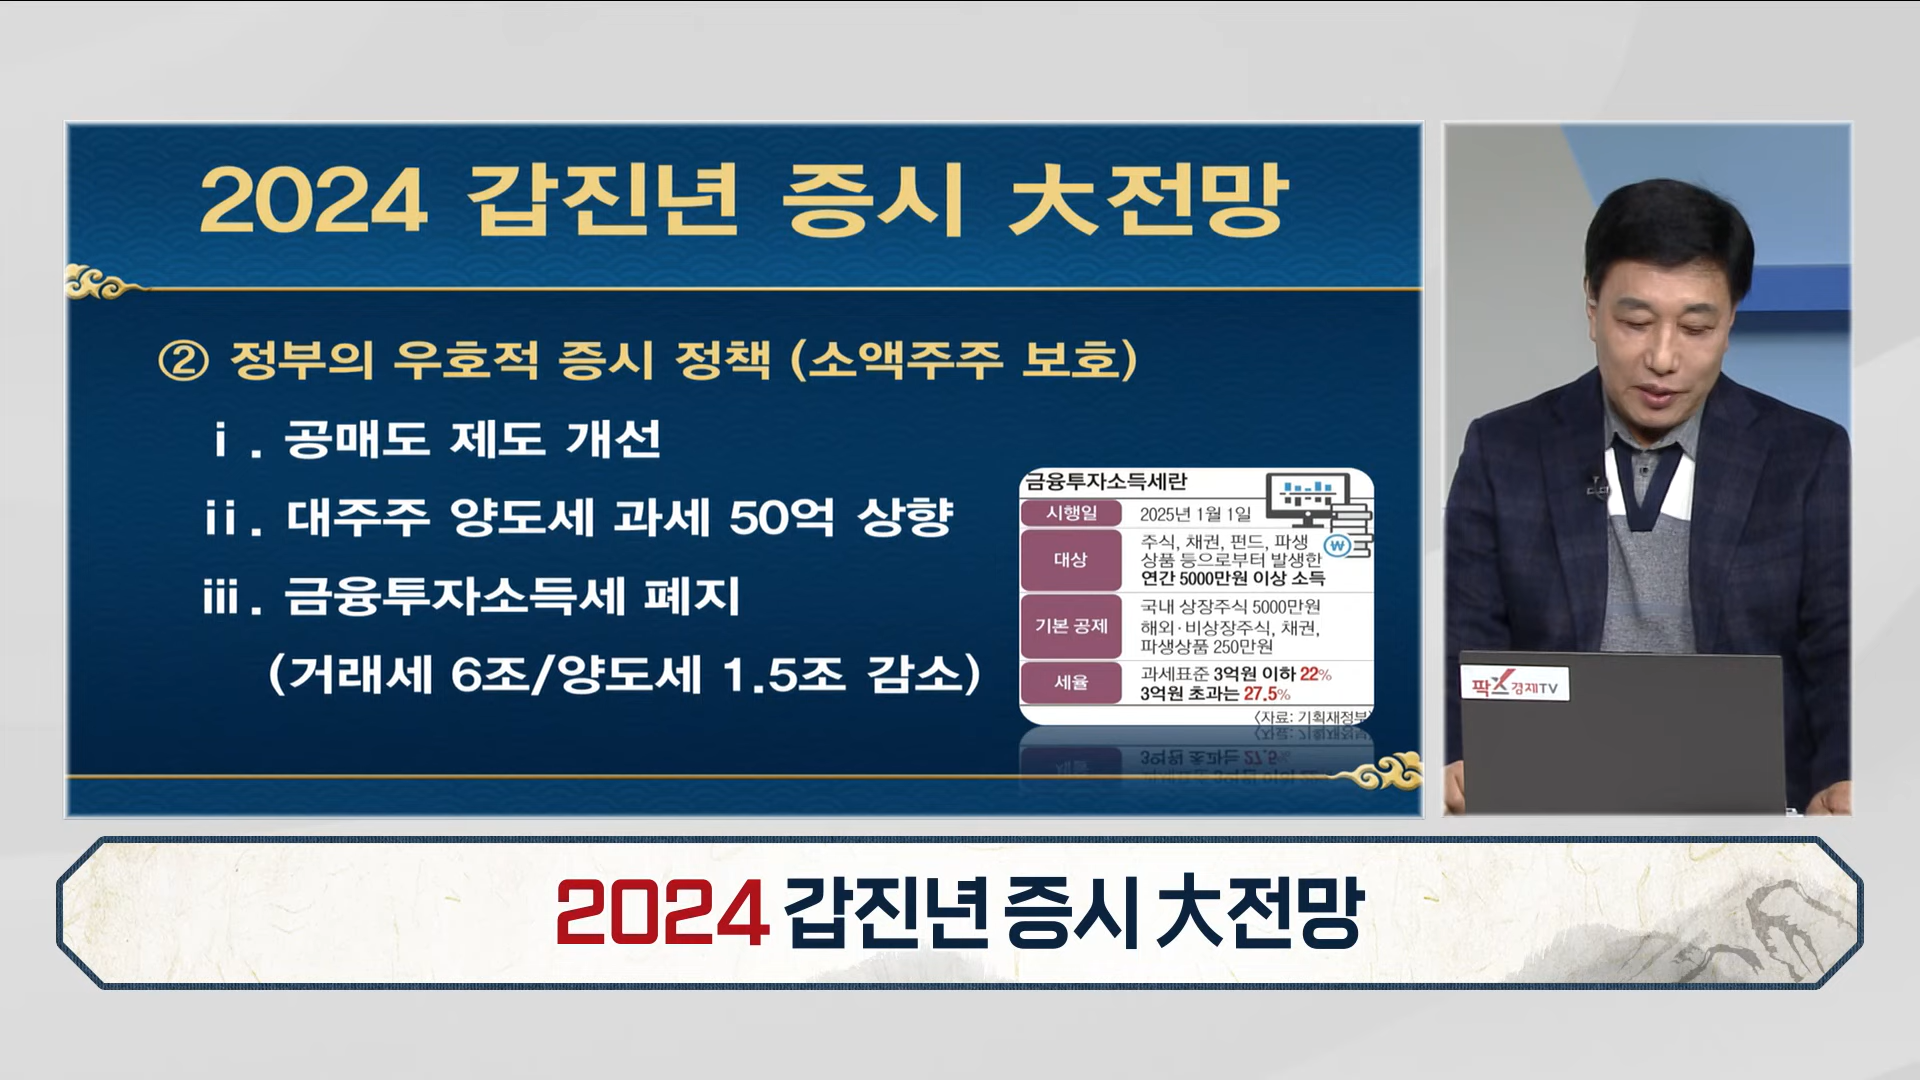 2024 갑진년 증시 大전망
② 정부의 우호적 증시 정책 (소액주주 보호)
ⅰ. 공매도 제도 개선
ⅱ. 대주주 양도세 과세 50억 상향
ⅲ. 금융투자소득세 폐지
(거래세 6조/양도세 1.5조 감소)
금융투자소득세란
시행일 2025년 1월 1일
대상 주식, 채권, 펀드, 파생
상품 등으로부터 발생한
연간 5000만원 이상 소득
기본 공제 국내 상장주식 5000만원
해외·비상장주식, 채권,
파생상품 250만원
세율 과세표준 3억원 이하 22%
3억원 초과는 27.5%
〈자료: 기획재정부〉
팍스경제TV
2024 갑진년 증시 大전망